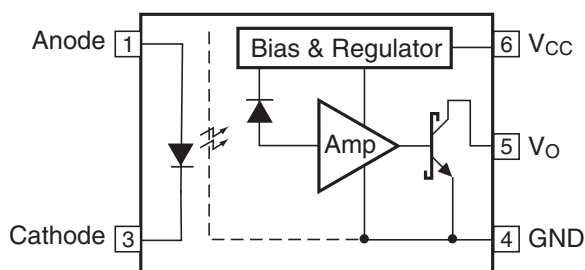 Anode 1
Bias & Regulator
6 VCC
Amp
5 VO
Cathode 3
4 GND